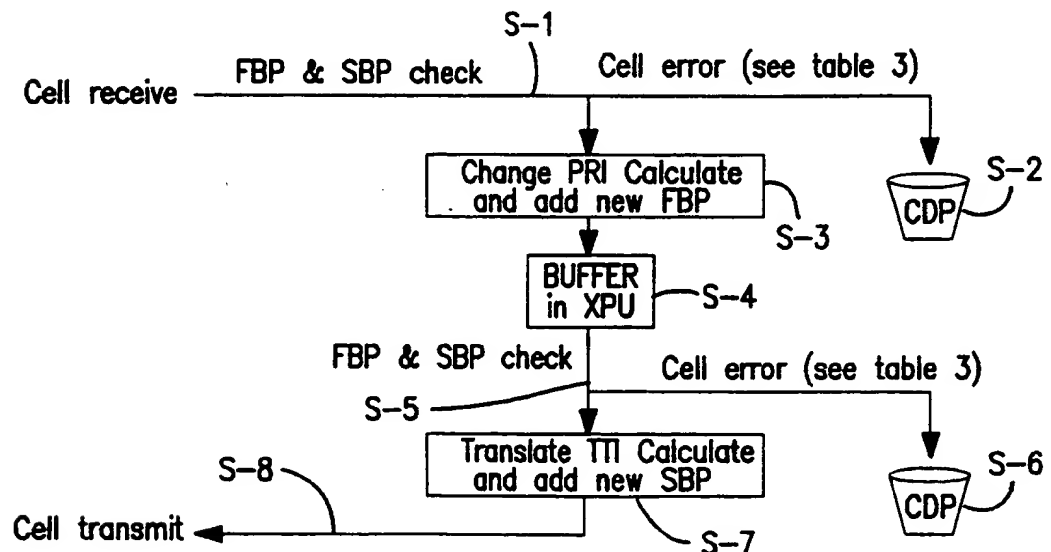 S-1
FBP & SBP check
Cell error (see table 3)
Cell receive
Change PRI Calculate
and add new FBP
S-2
CDP
S-3
BUFFER
in XPU
S-4
FBP & SBP check
Cell error (see table 3)
S-5
Translate TTI Calculate
and add new SBP
S-6
CDP
S-8
Cell transmit
S-7